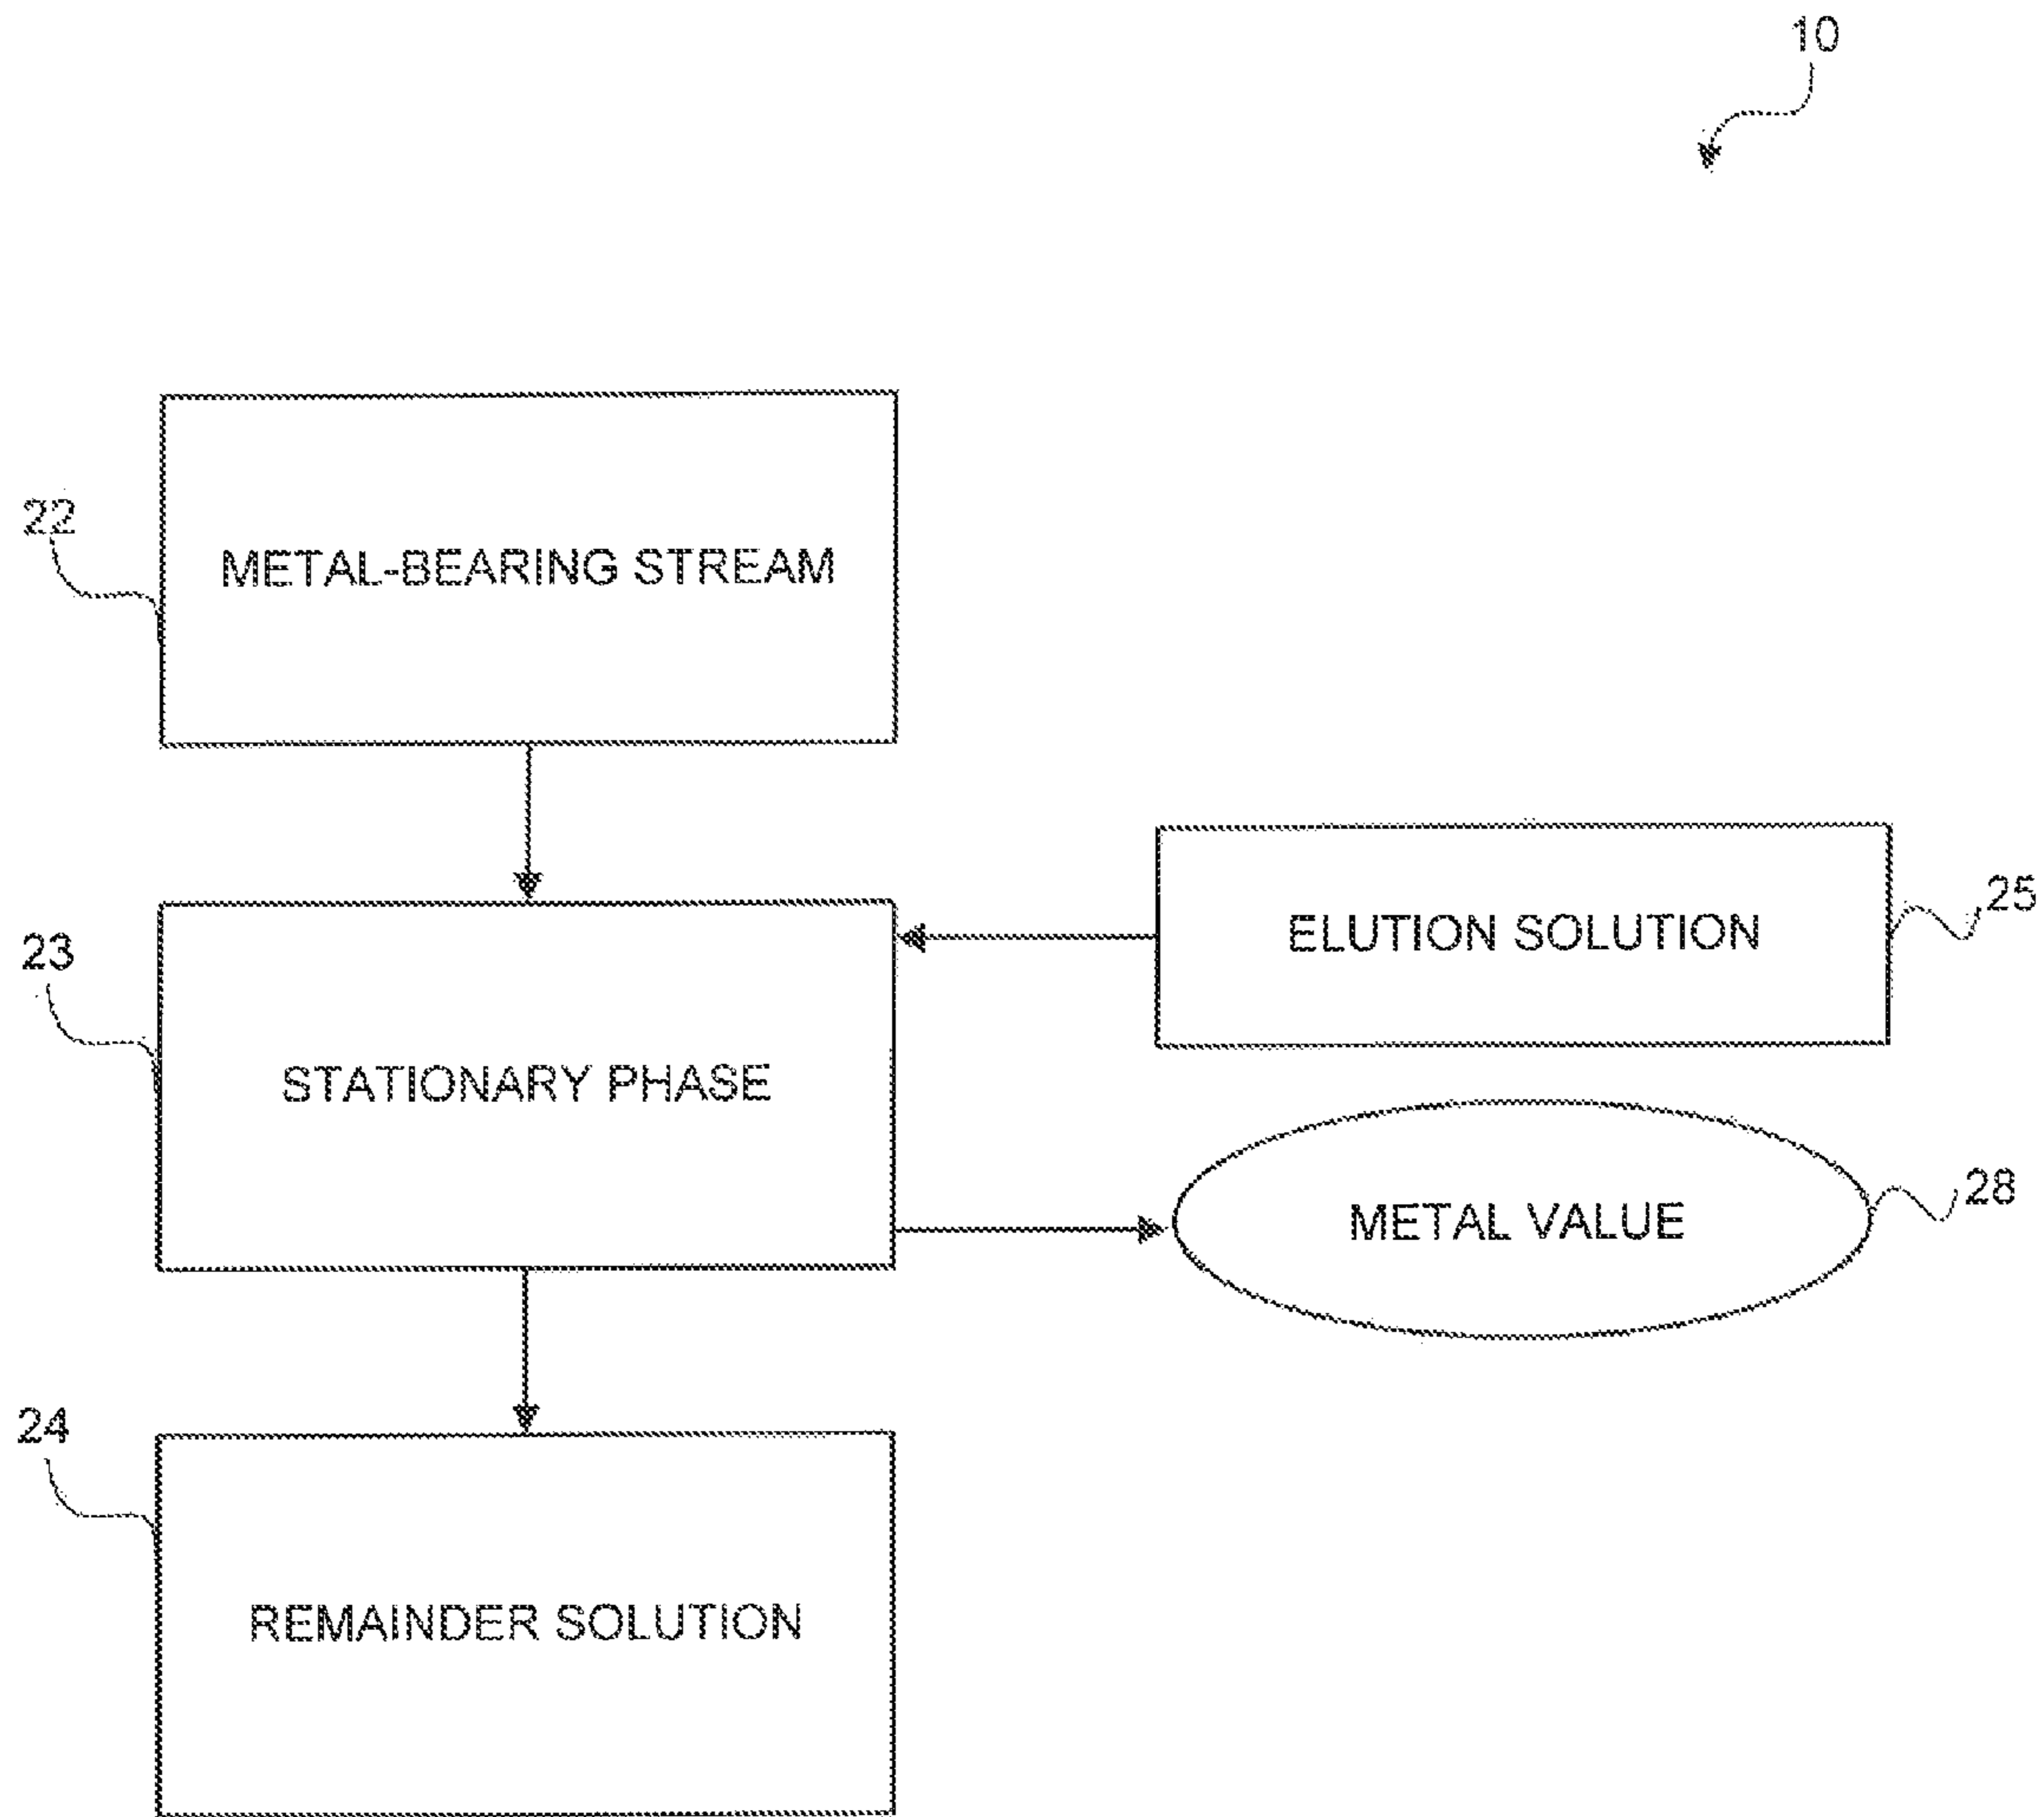 10
22
METAL-BEARING STREAM
25
ELUTION SOLUTION
23
STATIONARY PHASE
28
METAL VALUE
24
REMAINDER SOLUTION